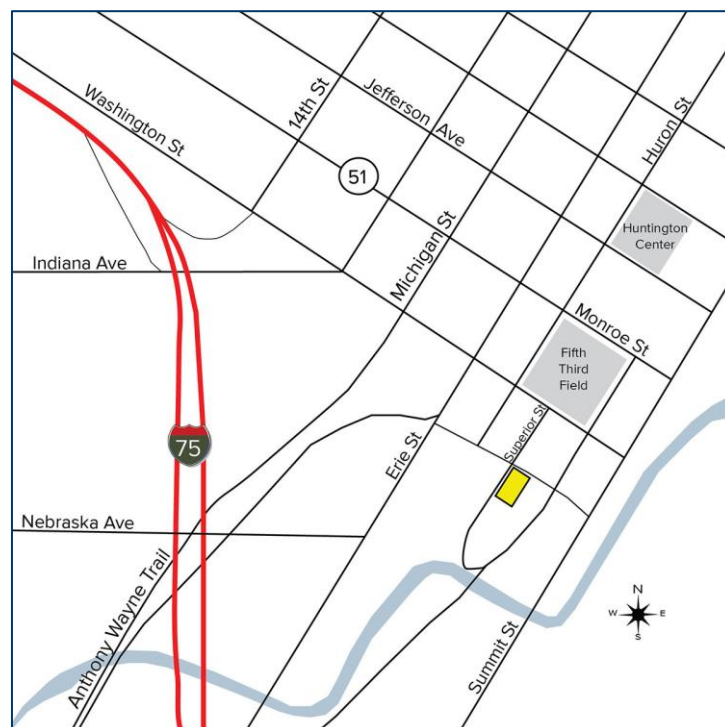 Washington St
14th St
Jefferson Ave
Huron St
51
Huntington
Center
Indiana Ave
Michigan St
Monroe St
Fifth
Third
Field
Superior St
75
Erie St
Nebraska Ave
Anthony Wayne Trail
Summit St
N
W
E
S